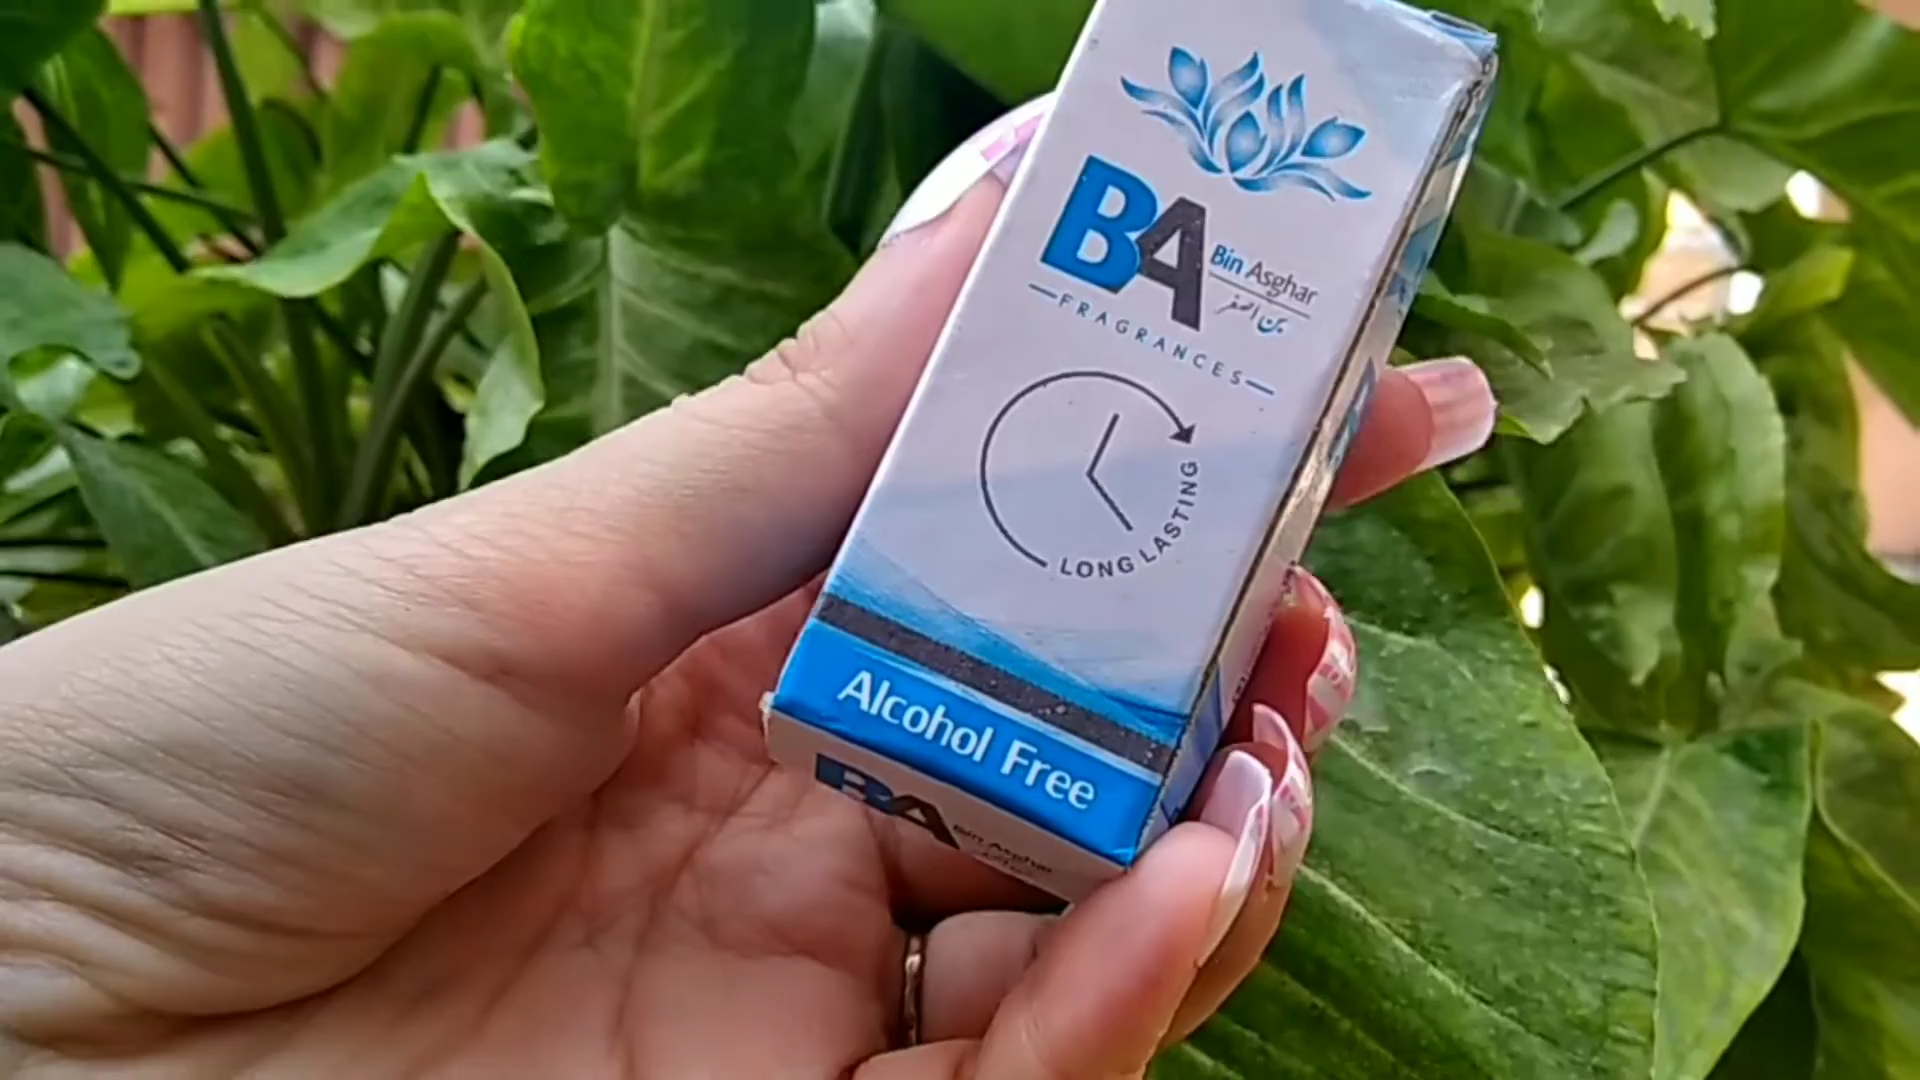 BA
Bin Asghar
بن اصغر
FRAGRANCES
LONG LASTING
Alcohol Free
BA
Bin Asghar